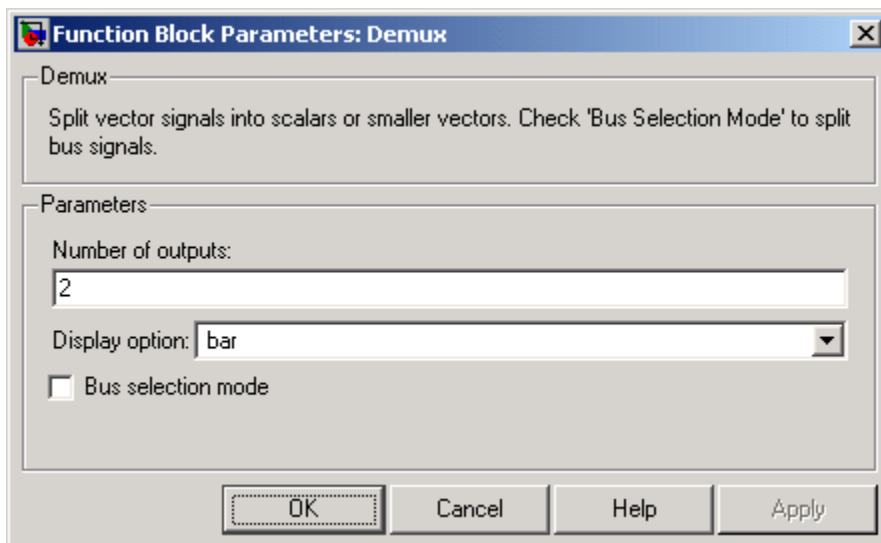 Function Block Parameters: Demux
Demux
Split vector signals into scalars or smaller vectors. Check 'Bus Selection Mode' to split
bus signals.
Parameters
Number of outputs:
2
Display option: bar
Bus selection mode
OK Cancel Help Apply